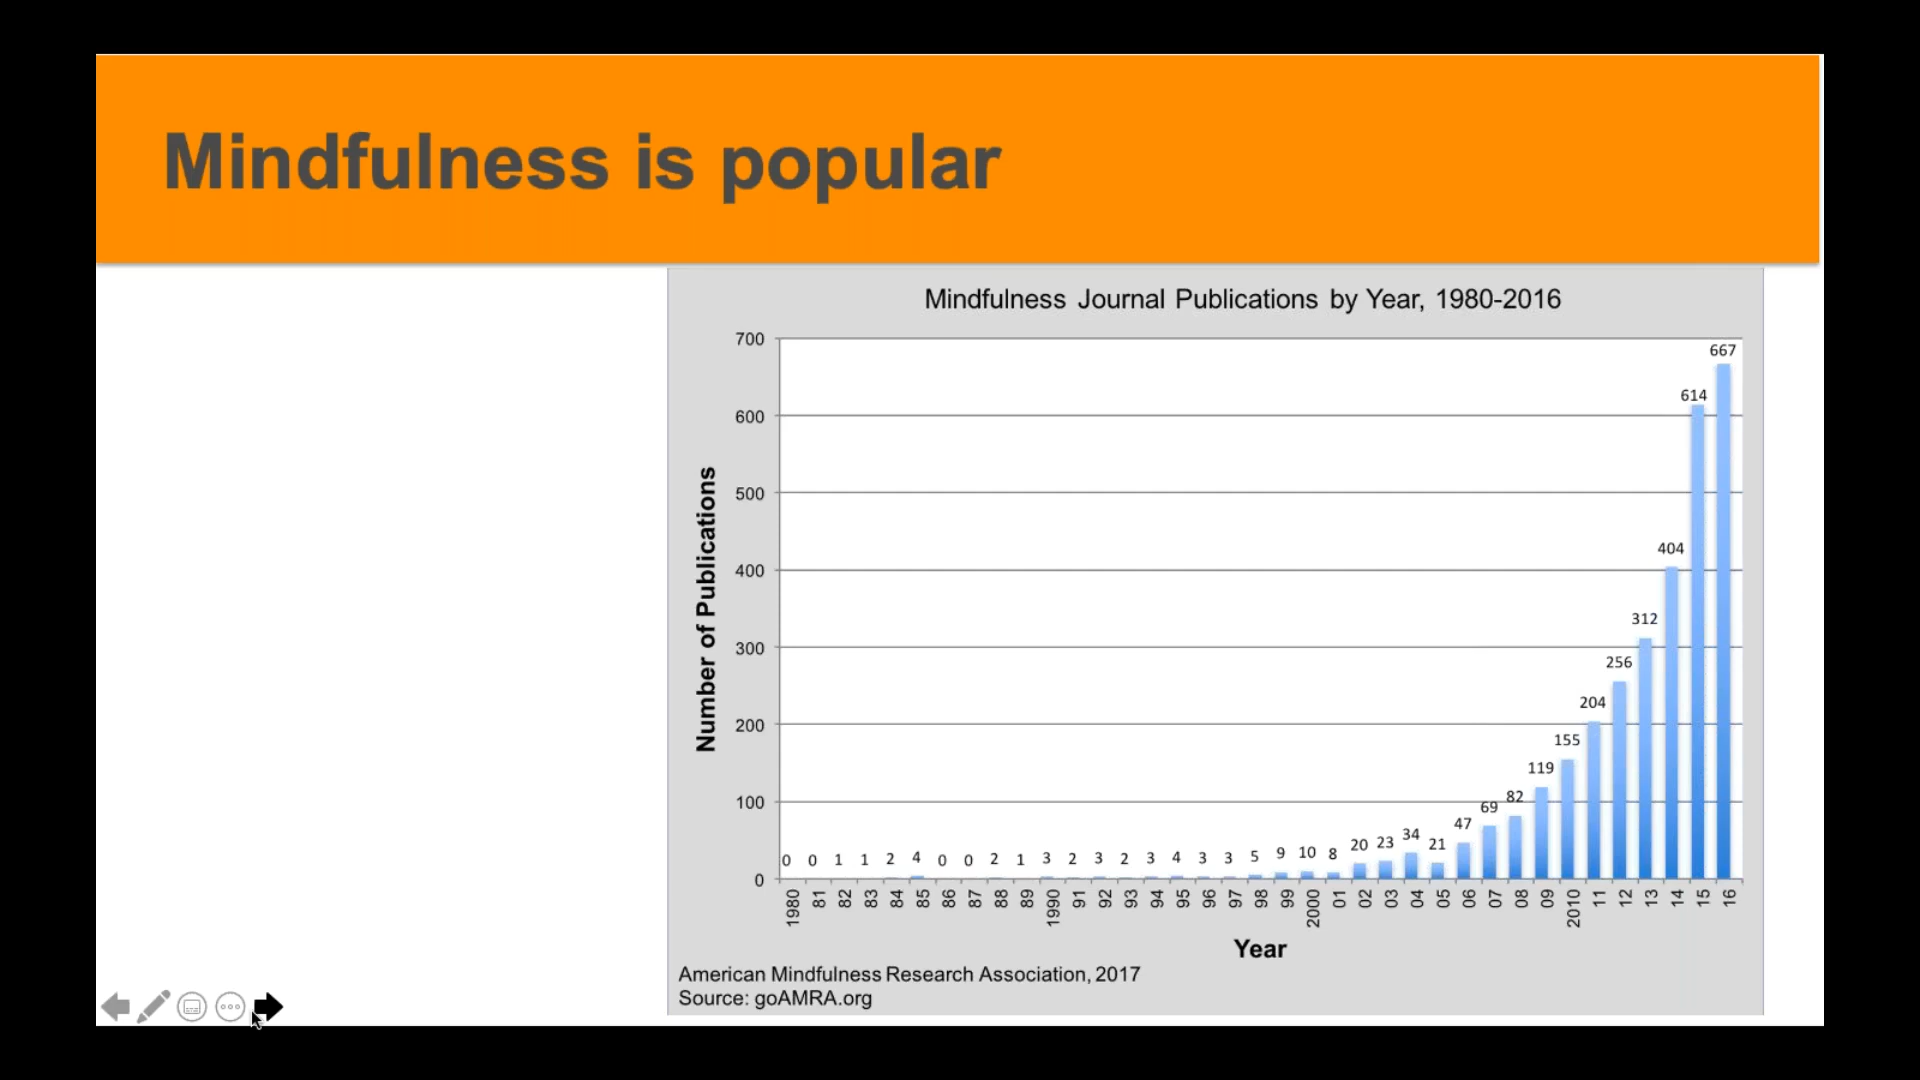 Mindfulness is popular
Mindfulness Journal Publications by Year, 1980-2016
Number of Publications
700
600
500
400
300
200
100
0
0 0 1 1 2 4 0 0 2 1 3 2 3 2 3 4 3 3 5 9 10 8 20 23 34 21 47 69 82 119 155 204 256 312 404 614 667
1980 81 82 83 84 85 86 87 88 89 1990 91 92 93 94 95 96 97 98 99 2000 01 02 03 04 05 06 07 08 09 2010 11 12 13 14 15 16
Year
American Mindfulness Research Association, 2017
Source: goAMRA.org